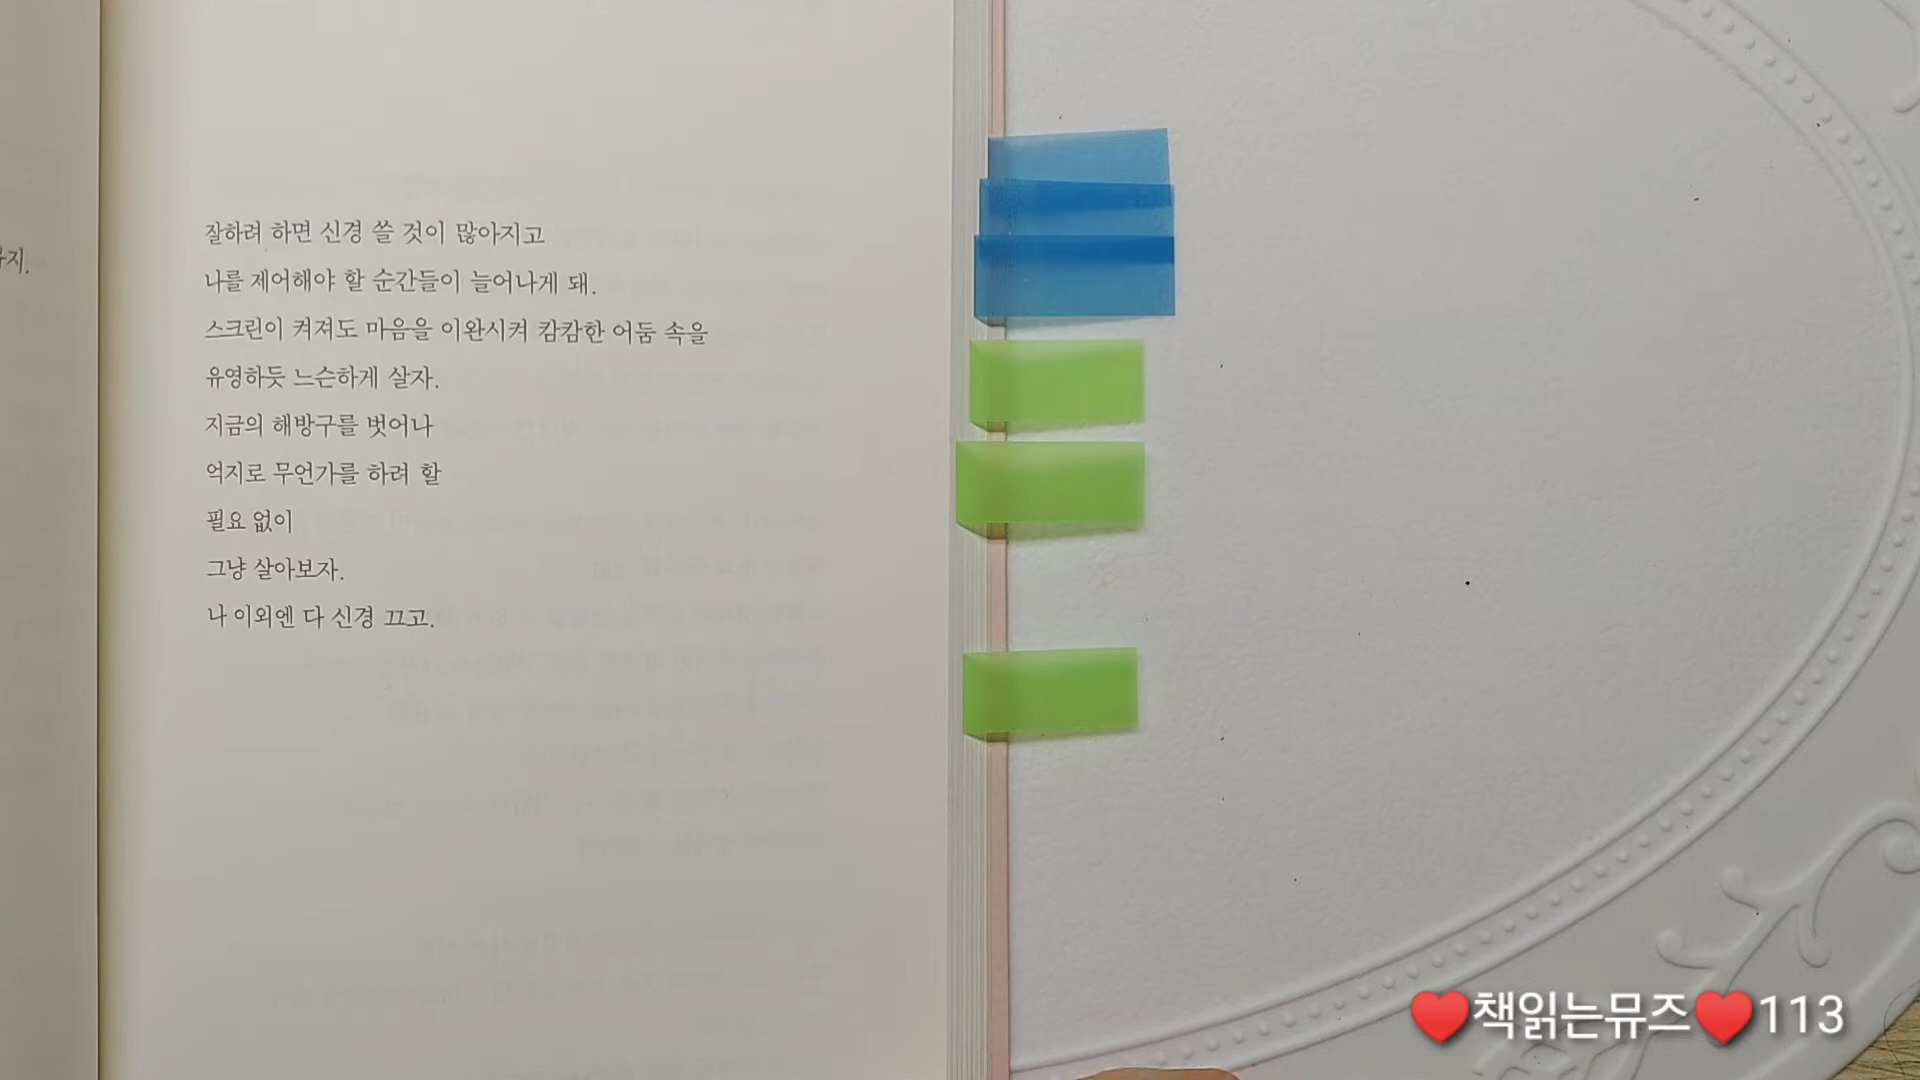 잘하려 하면 신경 쓸 것이 많아지고
나를 제어해야 할 순간들이 늘어나게 돼.
스크린이 켜져도 마음을 이완시켜 캄캄한 어둠 속을
유영하듯 느슨하게 살자.
지금의 해방구를 벗어나
억지로 무언가를 하려 할
필요 없이
그냥 살아보자.
나 이외엔 다 신경 끄고.
❤️책읽는뮤즈❤️113